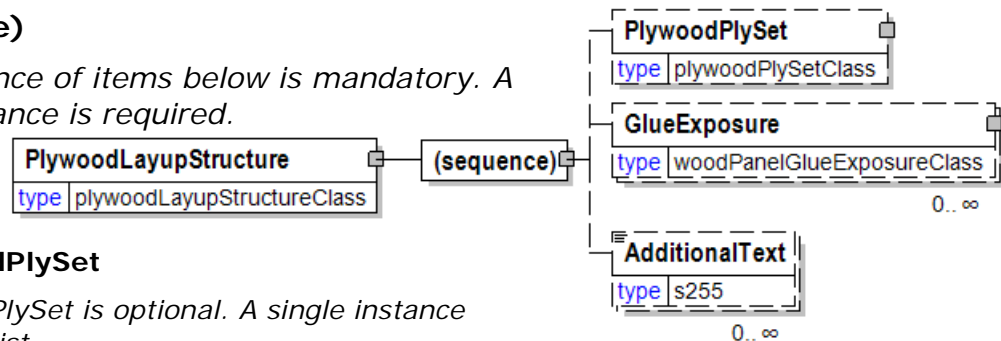 e)
nce of items below is mandatory. A
ance is required.
PlywoodLayupStructure
type plywoodLayupStructureClass
(sequence)
PlywoodPlySet
type plywoodPlySetClass
GlueExposure
type woodPanelGlueExposureClass
0.. ∞
AdditionalText
type s255
0.. ∞
dPlySet
PlySet is optional. A single instance